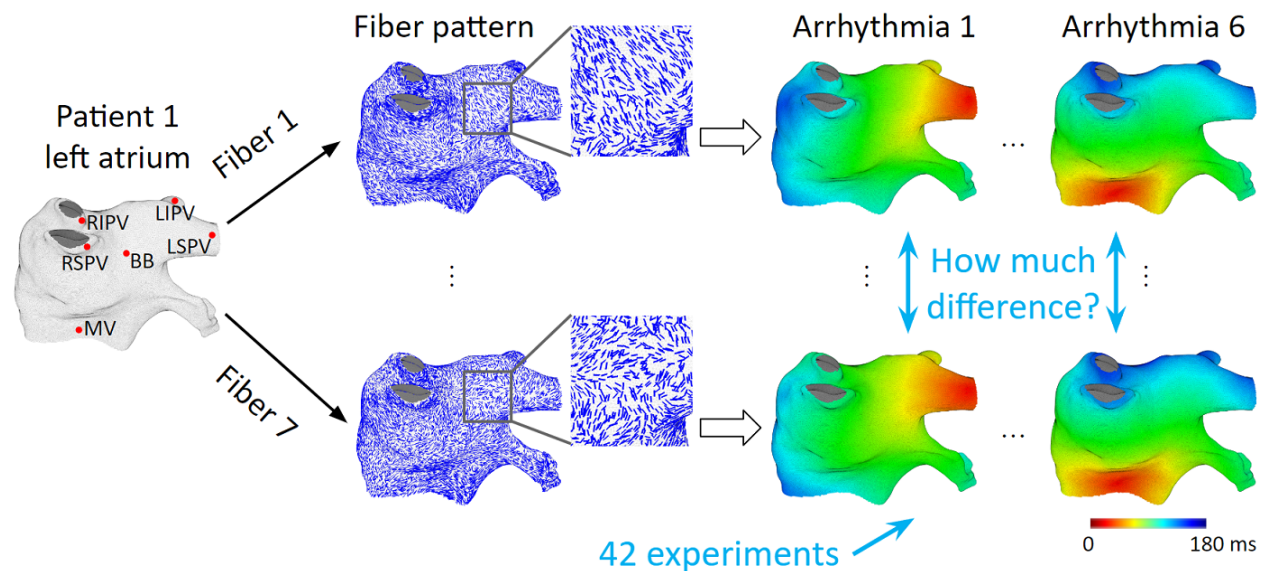 Fiber pattern
Arrhythmia 1
Arrhythmia 6
Patient 1
left atrium
Fiber 1
RIPV
LIPV
LSPV
RSPV
BB
MV
...
...
How much
difference?
...
...
...
Fiber 7
...
...
42 experiments
0
180 ms